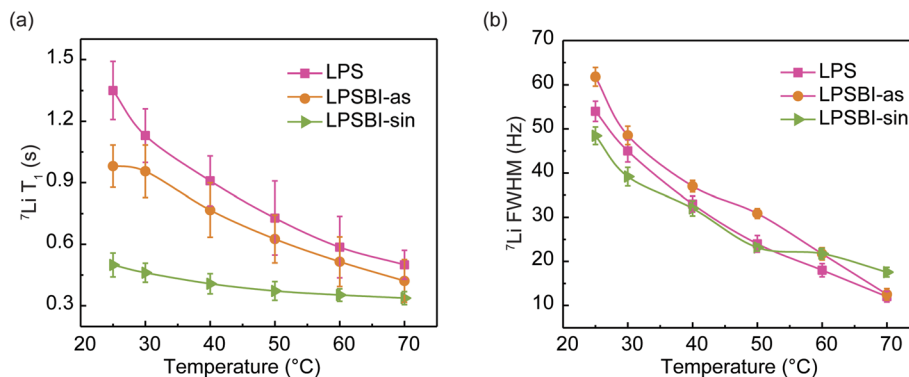 (a)
1.5
1.2
0.9
0.6
0.3
⁷Li T₁ (s)
LPS
LPSBI-as
LPSBI-sin
20 30 40 50 60 70
Temperature (°C)
(b)
70
60
50
40
30
20
10
⁷Li FWHM (Hz)
LPS
LPSBI-as
LPSBI-sin
20 30 40 50 60 70
Temperature (°C)